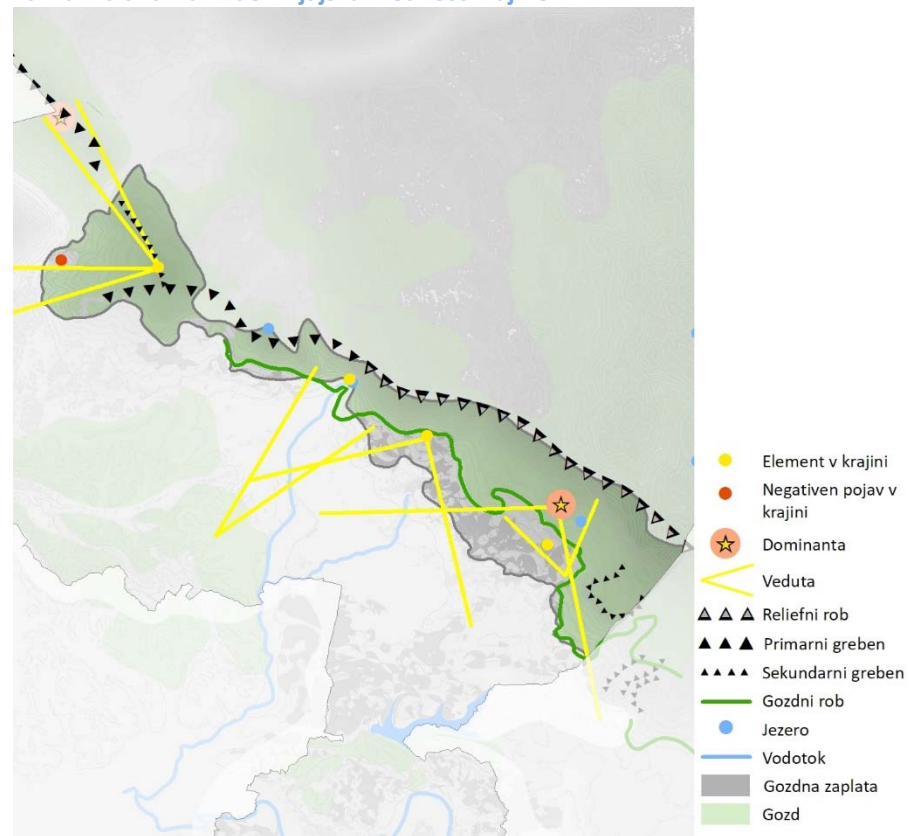 Element v krajini
Negativen pojav v
krajini
Dominanta
Veduta
Reliefni rob
Primarni greben
Sekundarni greben
Gozdni rob
Jezero
Vodotok
Gozdna zaplata
Gozd